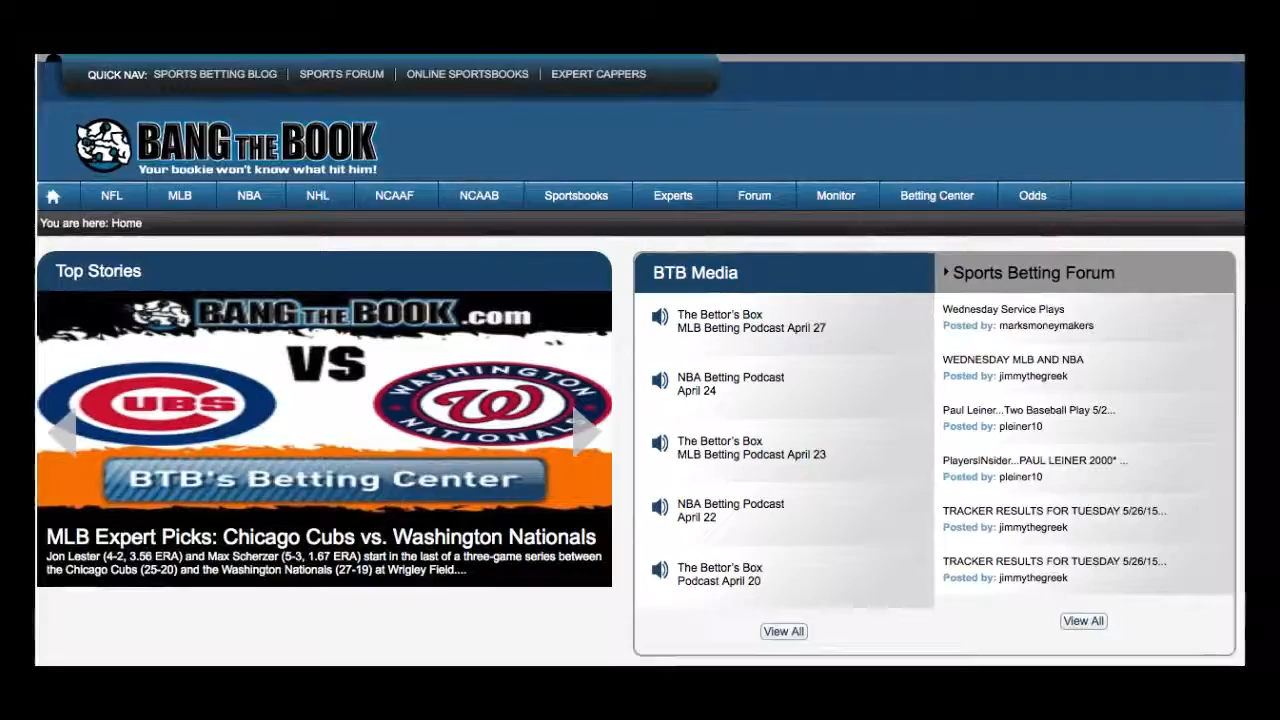 QUICK NAV: SPORTS BETTING BLOG | SPORTS FORUM | ONLINE SPORTSBOOKS | EXPERT CAPPERS
BANG THE BOOK
Your bookie won't know what hit him!
NFL MLB NBA NHL NCAAF NCAAB Sportsbooks Experts Forum Monitor Betting Center Odds
You are here: Home
Top Stories
BANG THE BOOK.com
VS
CUBS
WASHINGTON
W
NATIONALS
BTB's Betting Center
MLB Expert Picks: Chicago Cubs vs. Washington Nationals
Jon Lester (4-2, 3.56 ERA) and Max Scherzer (5-3, 1.67 ERA) start in the last of a three-game series between
the Chicago Cubs (25-20) and the Washington Nationals (27-19) at Wrigley Field....
BTB Media
The Bettor's Box
MLB Betting Podcast April 27
NBA Betting Podcast
April 24
The Bettor's Box
MLB Betting Podcast April 23
NBA Betting Podcast
April 22
The Bettor's Box
Podcast April 20
View All
Sports Betting Forum
Wednesday Service Plays
Posted by: marksmoneymakers
WEDNESDAY MLB AND NBA
Posted by: jimmythegreek
Paul Leiner...Two Baseball Play 5/2...
Posted by: pleiner10
PlayersINsider...PAUL LEINER 2000* ...
Posted by: pleiner10
TRACKER RESULTS FOR TUESDAY 5/26/15...
Posted by: jimmythegreek
TRACKER RESULTS FOR TUESDAY 5/26/15...
Posted by: jimmythegreek
View All